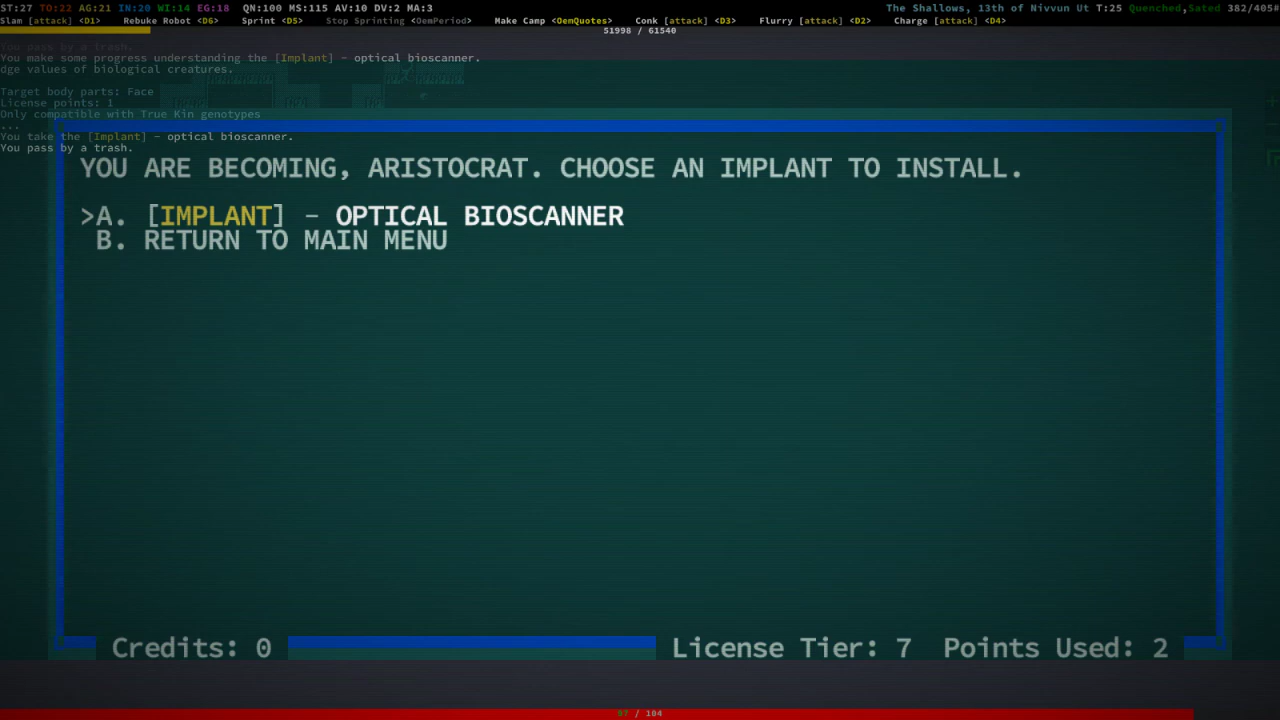 ST:27 TO:22 AG:21 IN:20 WI:14 EG:18 QN:100 MS:115 AV:10 DV:2 MA:3 The Shallows, 13th of Nivvun Ut T:25 Quenched,Sated 382/405#
Slam [attack] <D1> Rebuke Robot <D6> Sprint <D5> Stop Sprinting <OemPeriod> Make Camp <OemQuotes> Conk [attack] <D3> Flurry [attack] <D2> Charge [attack] <D4>
51998 / 61540
You pass by a trash.
You make some progress understanding the [Implant] - optical bioscanner.
dge values of biological creatures.
Target body parts: Face
License points: 1
Only compatible with True Kin genotypes
...
You take the [Implant] - optical bioscanner.
You pass by a trash.
YOU ARE BECOMING, ARISTOCRAT. CHOOSE AN IMPLANT TO INSTALL.
>A. [IMPLANT] - OPTICAL BIOSCANNER
B. RETURN TO MAIN MENU
Credits: 0 License Tier: 7 Points Used: 2
/ 104